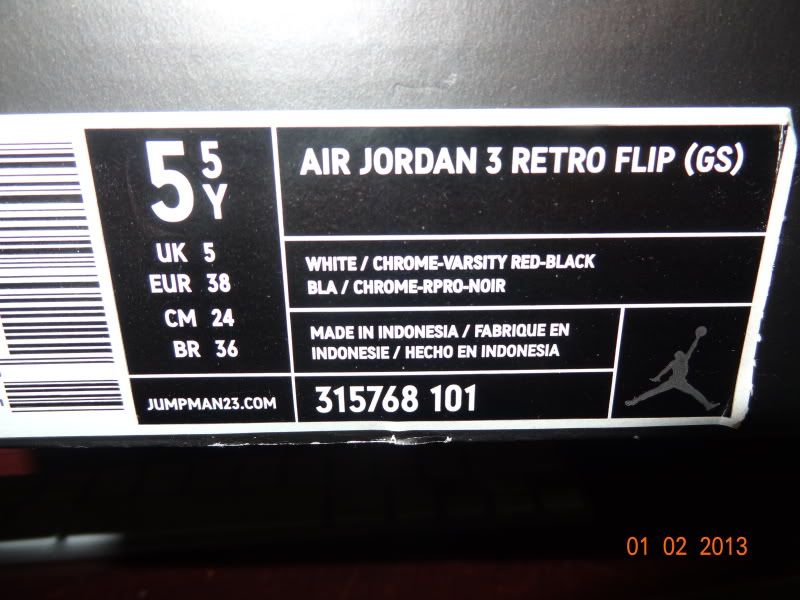 5 5
Y
UK 5
EUR 38
CM 24
BR 36
JUMPMAN23.COM
AIR JORDAN 3 RETRO FLIP (GS)
WHITE / CHROME-VARSITY RED-BLACK
BLA / CHROME-RPRO-NOIR
MADE IN INDONESIA / FABRIQUE EN
INDONESIE / HECHO EN INDONESIA
315768 101
01 02 2013